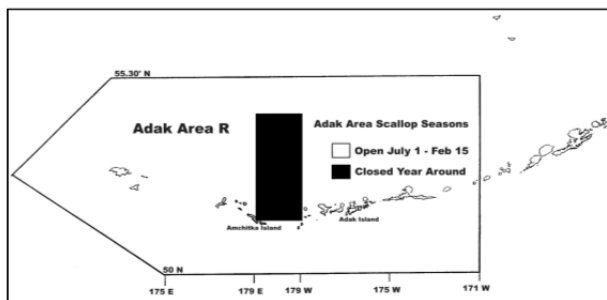 55.30' N
Adak Area R
Adak Area Scallop Seasons
Open July 1 - Feb 15
Closed Year Around
Amchitka Island
Adak Island
50 N
175 E
179 E
179 W
175 W
171 W